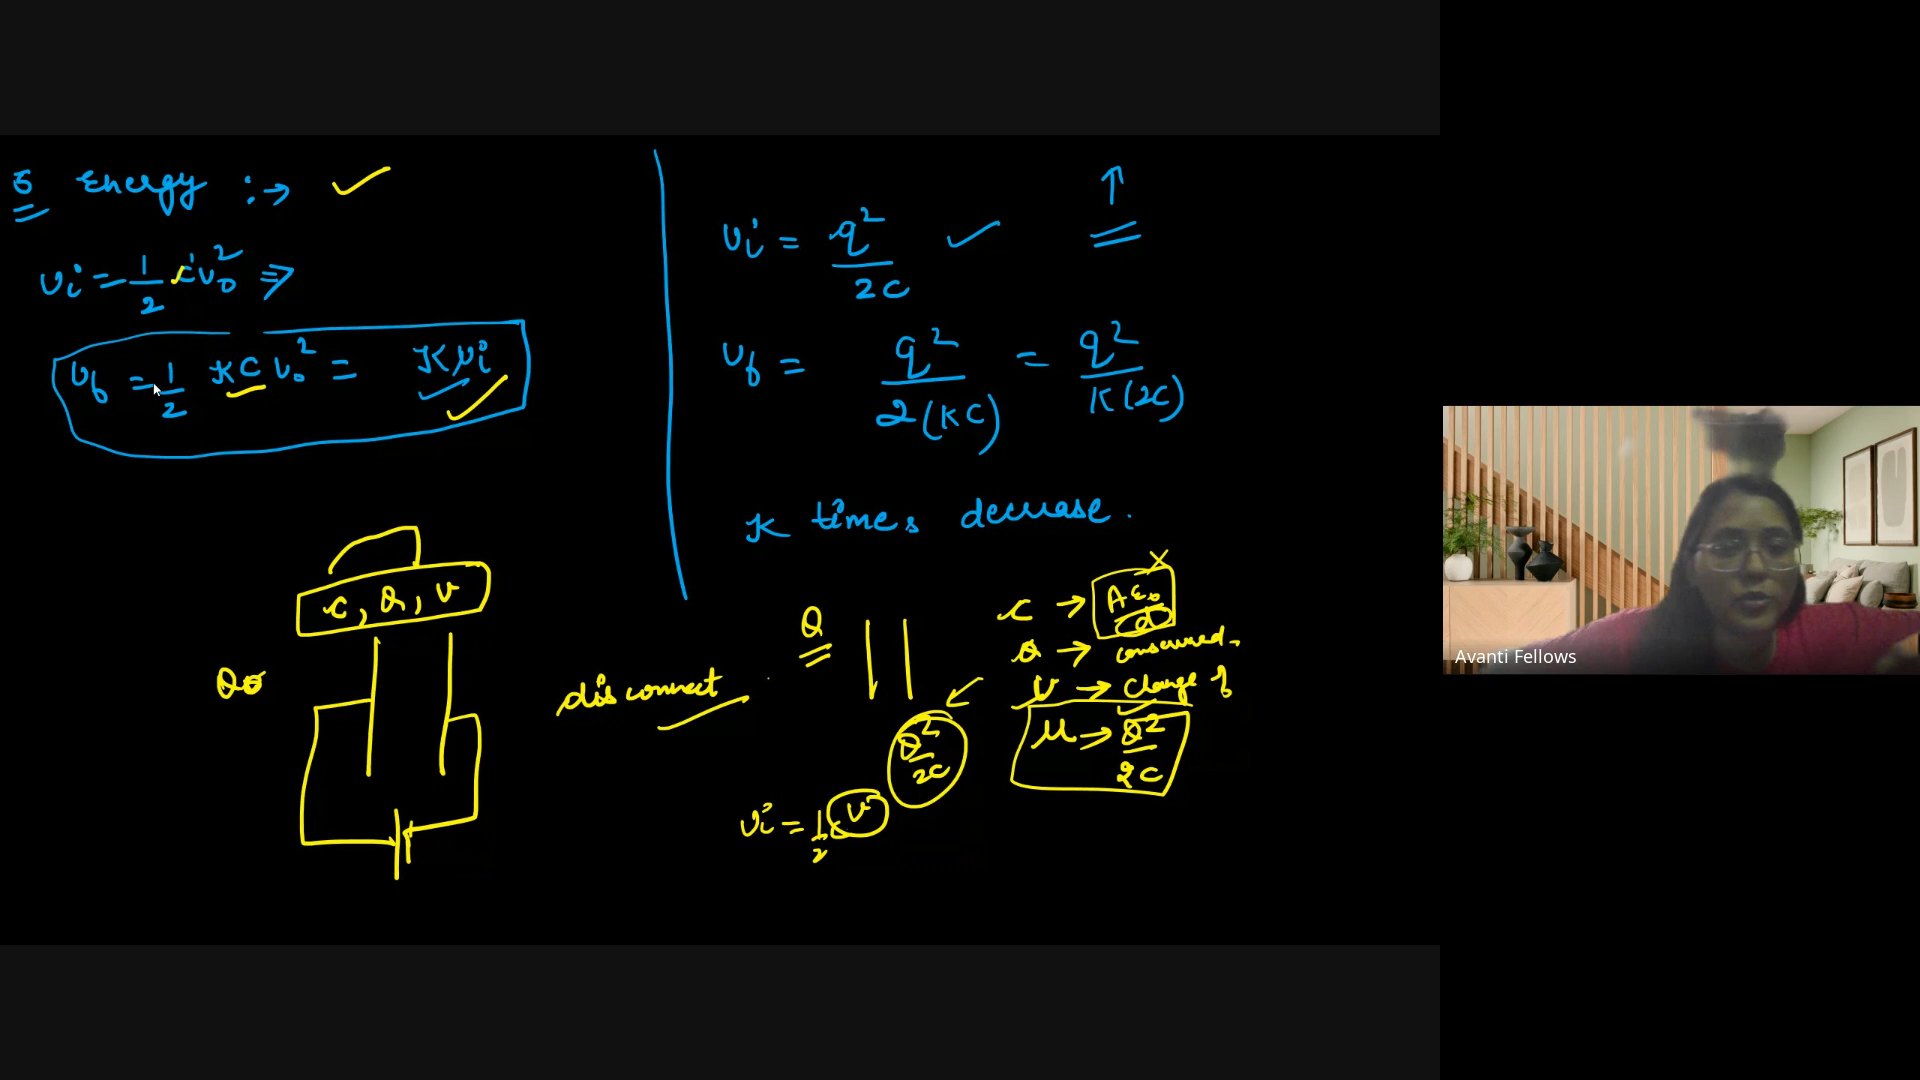 5 Energy :→ ✓
Ui = 1/2 CV₀² ⇒
Uf = 1/2 KCV₀² = KUi
Ui = q²/2C ✓ ↑
Uf = q²/2(KC) = q²/K(2C)
K times decrease.
C, Q, V
Q
disconnect
C → Aε₀/d ×
Q → conserved
V → change
U → Q²/2C
Q²/2C
Ui = 1/2 CV²
Avanti Fellows